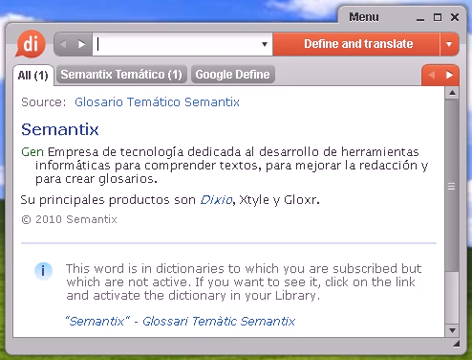 Menu
di
Define and translate
All (1) Semantix Temático (1) Google Define
Source: Glosario Temático Semantix
Semantix
Gen Empresa de tecnología dedicada al desarrollo de herramientas
informáticas para comprender textos, para mejorar la redacción y
para crear glosarios.
Su principales productos son Dixio, Xtyle y Gloxr.
© 2010 Semantix
i
This word is in dictionaries to which you are subscribed but
which are not active. If you want to see it, click on the link
and activate the dictionary in your Library.
"Semantix" - Glossari Temàtic Semantix